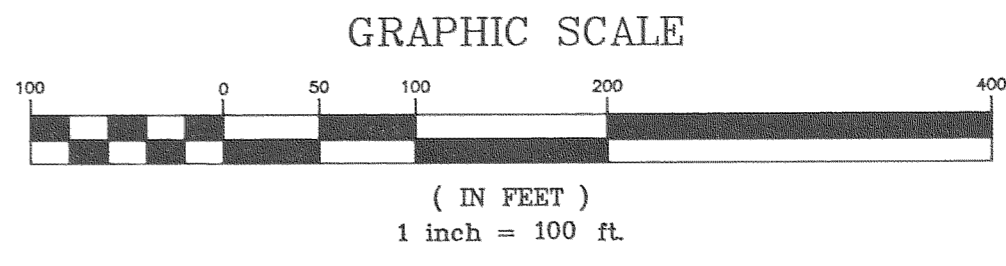 GRAPHIC SCALE
100 0 50 100 200 400
( IN FEET )
1 inch = 100 ft.